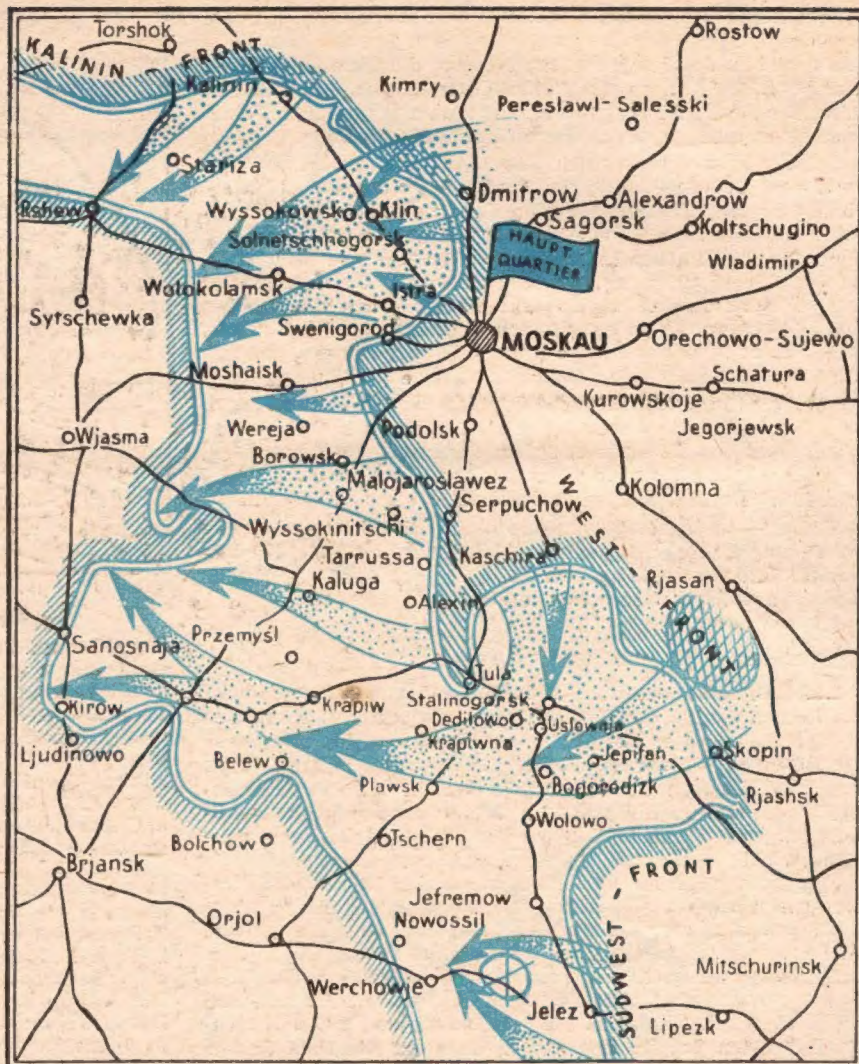 Torshok
Rostow
KALININ - FRONT
Kalinin
Kimry
Pereslawl-Salesski
Stariza
Dmitrow
Alexandrow
Rshew
Wyssokowsk
Klin
Sagorsk
Koltschugino
Solnetschnogorsk
HAUPT
QUARTIER
Wladimir
Wolokolamsk
Istra
Sytschewka
Swenigorod
MOSKAU
Orechowo-Sujewo
Moshaisk
Schatura
Kurowskoje
Wereja
Podolsk
Jegorjewsk
Wjasma
Borowsk
Malojaroslawez
WEST - FRONT
Kolomna
Serpuchow
Wyssokinitschi
Kaschira
Tarrussa
Kaluga
Rjasan
Alexin
Przemyśl
Sanosnaja
Tula
Stalinogorsk
Kirow
Krapiw
Dedilowo
Uslowaja
Krapiwna
Ljudinowo
Jepifan
Skopin
Belew
Bogorodizk
Plawsk
Rjashsk
Wolowo
Bolchow
Tschern
Brjansk
SÜDWEST - FRONT
Jefremow
Orjol
Nowossil
Mitschurinsk
Werchowje
Jelez
Lipezk